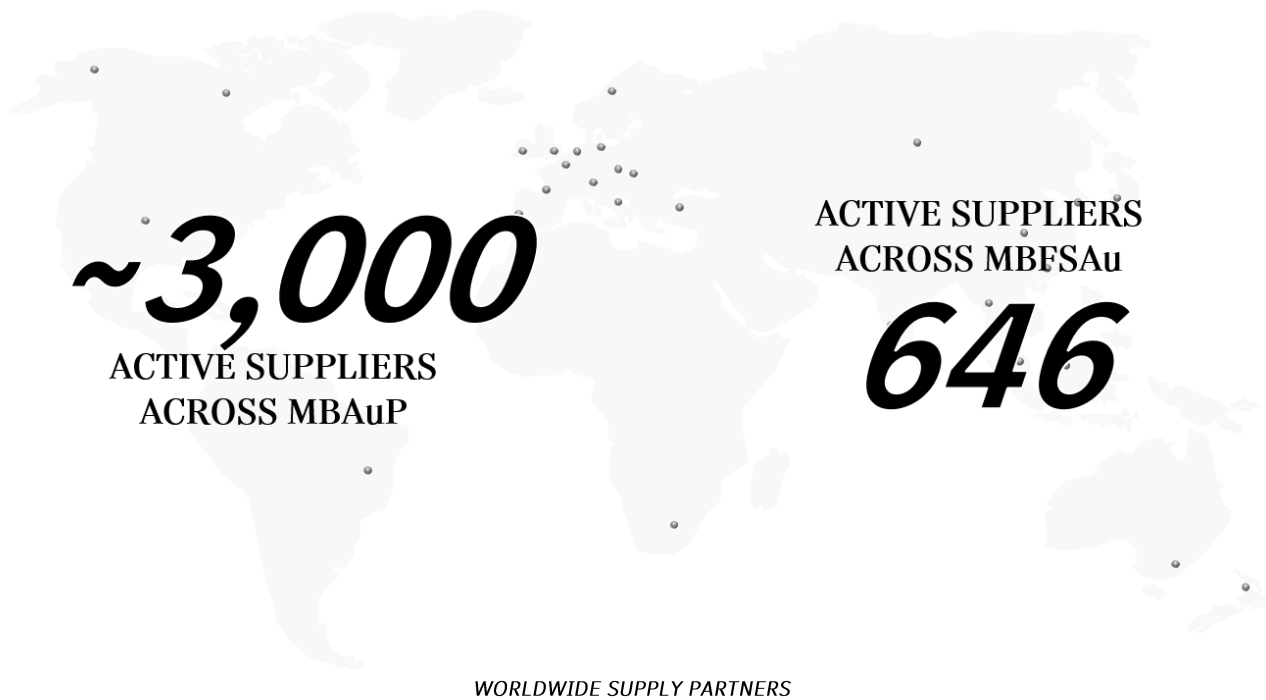 ~3,000
ACTIVE SUPPLIERS
ACROSS MBAuP
ACTIVE SUPPLIERS
ACROSS MBFSAu
646
WORLDWIDE SUPPLY PARTNERS